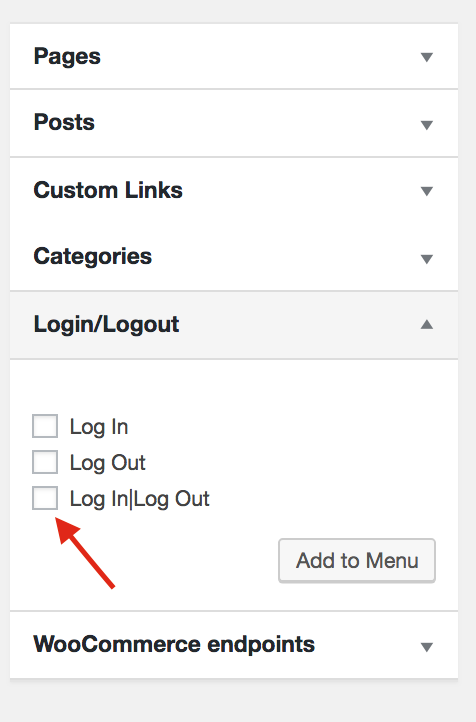 Pages
Posts
Custom Links
Categories
Login/Logout
Log In
Log Out
Log In|Log Out
Add to Menu
WooCommerce endpoints